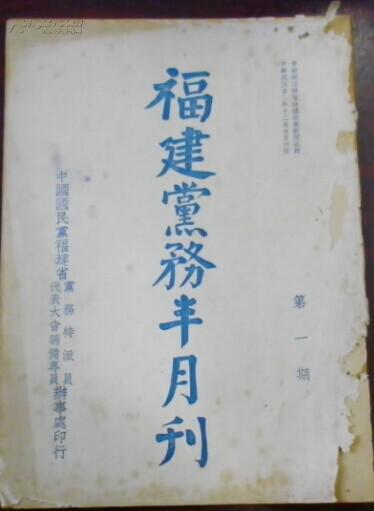 第一期
福建黨務半月刊
中國國民黨福建省黨務特派員
代表大會籌備專員辦事處印行